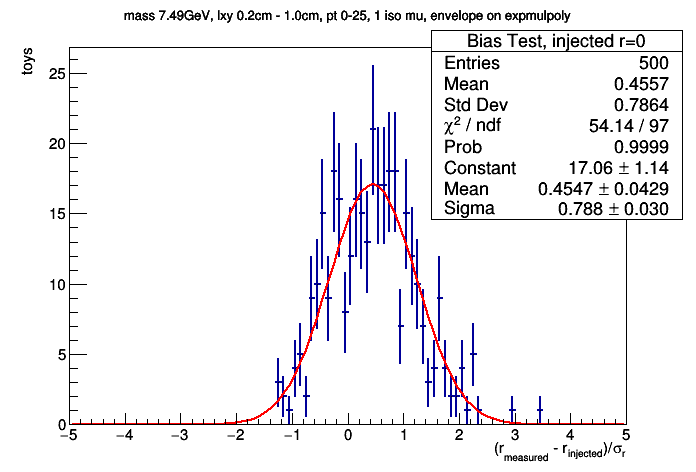 mass 7.49GeV, lxy 0.2cm - 1.0cm, pt 0-25, 1 iso mu, envelope on expmulpoly
toys
Bias Test, injected r=0
Entries 500
Mean 0.4557
Std Dev 0.7864
χ² / ndf 54.14 / 97
Prob 0.9999
Constant 17.06 ± 1.14
Mean 0.4547 ± 0.0429
Sigma 0.788 ± 0.030
25
20
15
10
5
0
−5 −4 −3 −2 −1 0 1 2 3 4 5
(r_measured - r_injected)/σ_r